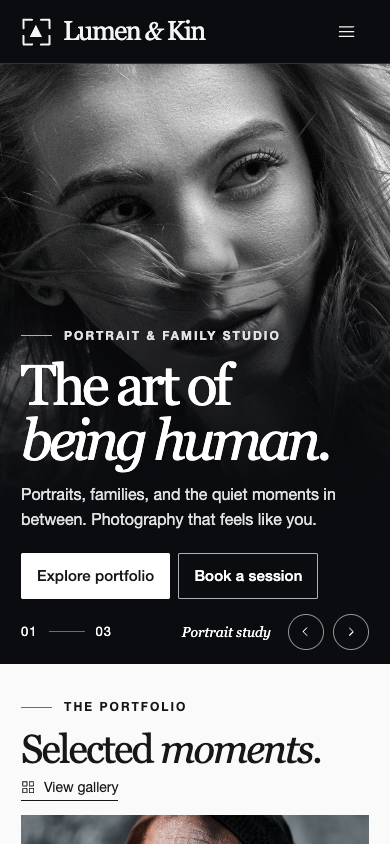 Lumen & Kin
PORTRAIT & FAMILY STUDIO
The art of
being human.
Portraits, families, and the quiet moments in
between. Photography that feels like you.
Explore portfolio
Book a session
01
03
Portrait study
THE PORTFOLIO
Selected moments.
View gallery